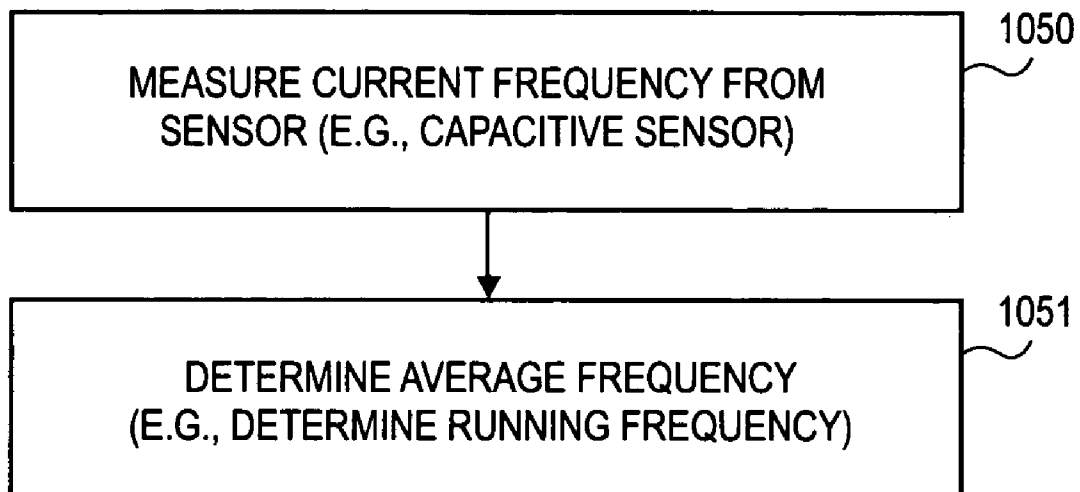 1050
MEASURE CURRENT FREQUENCY FROM
SENSOR (E.G., CAPACITIVE SENSOR)
1051
DETERMINE AVERAGE FREQUENCY
(E.G., DETERMINE RUNNING FREQUENCY)